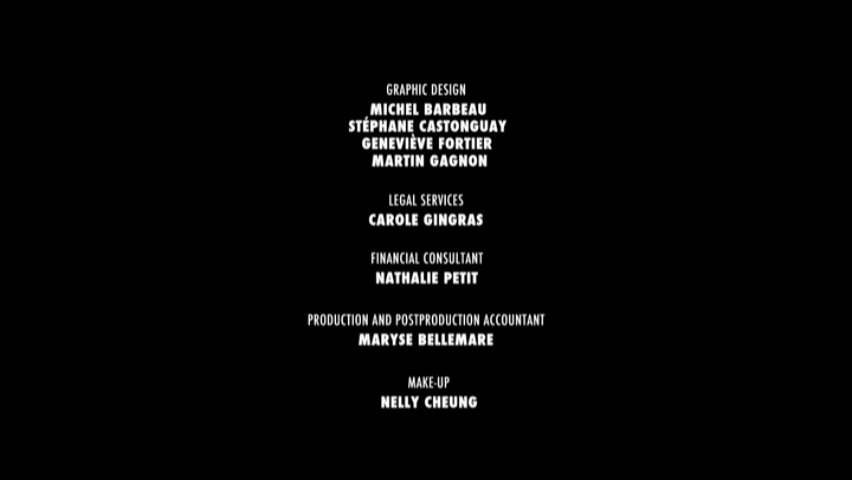 GRAPHIC DESIGN
MICHEL BARBEAU
STÉPHANE CASTONGUAY
GENEVIÈVE FORTIER
MARTIN GAGNON
LEGAL SERVICES
CAROLE GINGRAS
FINANCIAL CONSULTANT
NATHALIE PETIT
PRODUCTION AND POSTPRODUCTION ACCOUNTANT
MARYSE BELLEMARE
MAKE-UP
NELLY CHEUNG